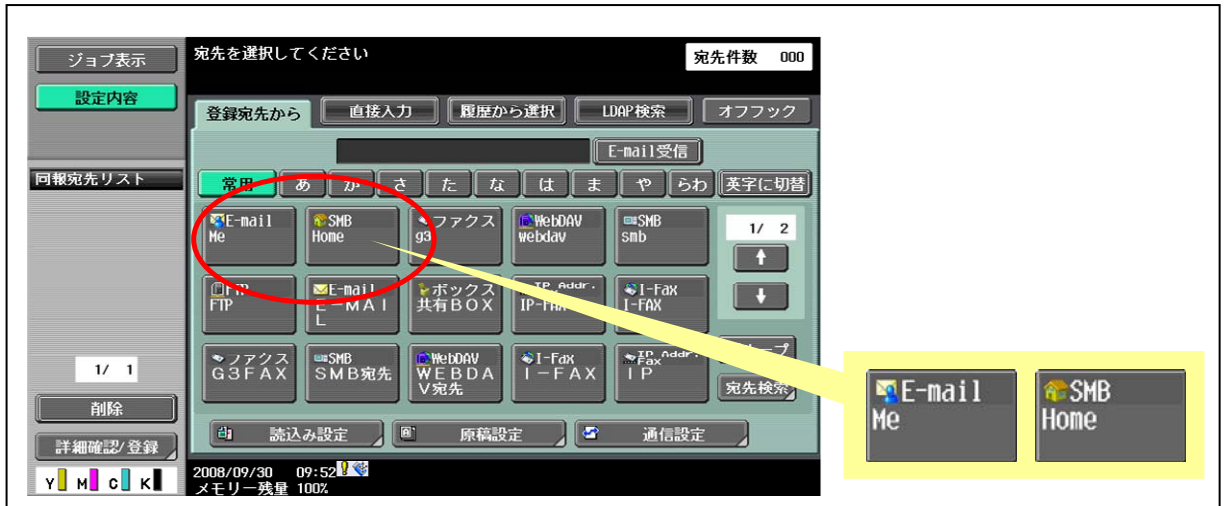 ジョブ表示
設定内容
同報宛先リスト
1/ 1
削除
詳細確認/登録
Y M C K
宛先を選択してください
宛先件数 000
登録宛先から 直接入力 履歴から選択 LDAP検索 オフフック
E-mail受信
常用 あ か さ た な は ま や らわ 英字に切替
E-mail SMB ファクス WebDAV SMB
Me Home g3 webdav smb
1/ 2
FTP E-mail ボックス IP Addr. I-Fax
FTP E-MAI 共有BOX IP-FAX I-FAX
L
ファクス SMB WebDAV I-Fax IP Addr.
Fax
G3FAX SMB宛先 WEBDA I-FAX IP
V宛先
宛先検索
読込み設定 原稿設定 通信設定
2008/09/30 09:52
メモリー残量 100%
E-mail SMB
Me Home